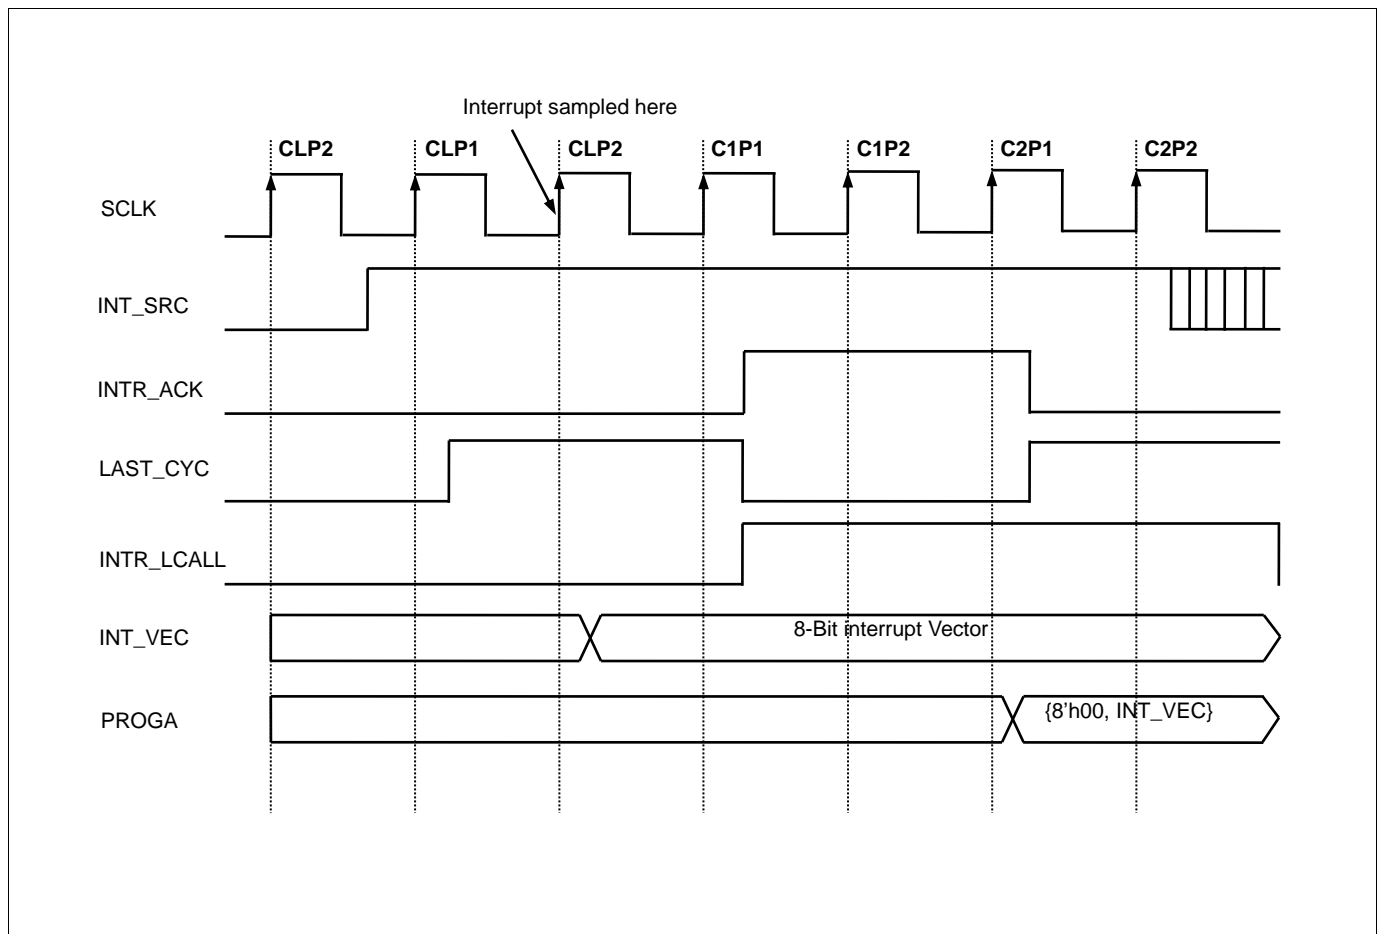 Interrupt sampled here
CLP2 CLP1 CLP2 C1P1 C1P2 C2P1 C2P2
SCLK
INT_SRC
INTR_ACK
LAST_CYC
INTR_LCALL
INT_VEC 8-Bit interrupt Vector
PROGA {8'h00, INT_VEC}